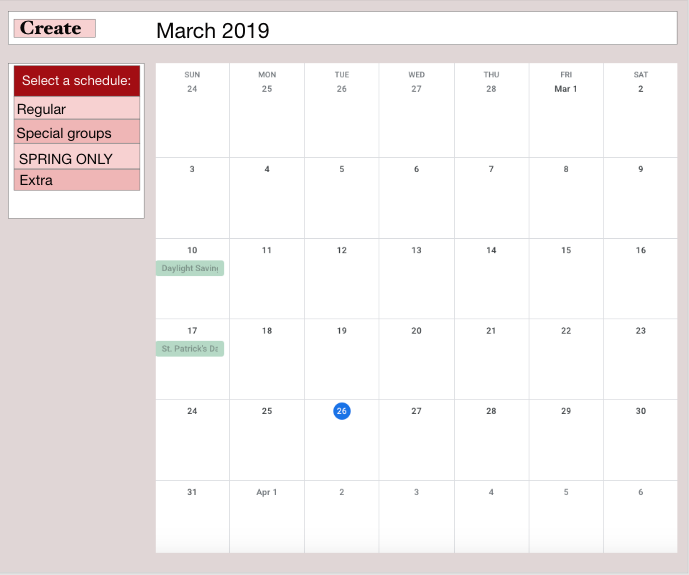 Create
March 2019
Select a schedule:
Regular
Special groups
SPRING ONLY
Extra
SUN MON TUE WED THU FRI SAT
24 25 26 27 28 Mar 1 2
3 4 5 6 7 8 9
10 11 12 13 14 15 16
Daylight Saving
17 18 19 20 21 22 23
St. Patrick's Da
24 25 26 27 28 29 30
31 Apr 1 2 3 4 5 6